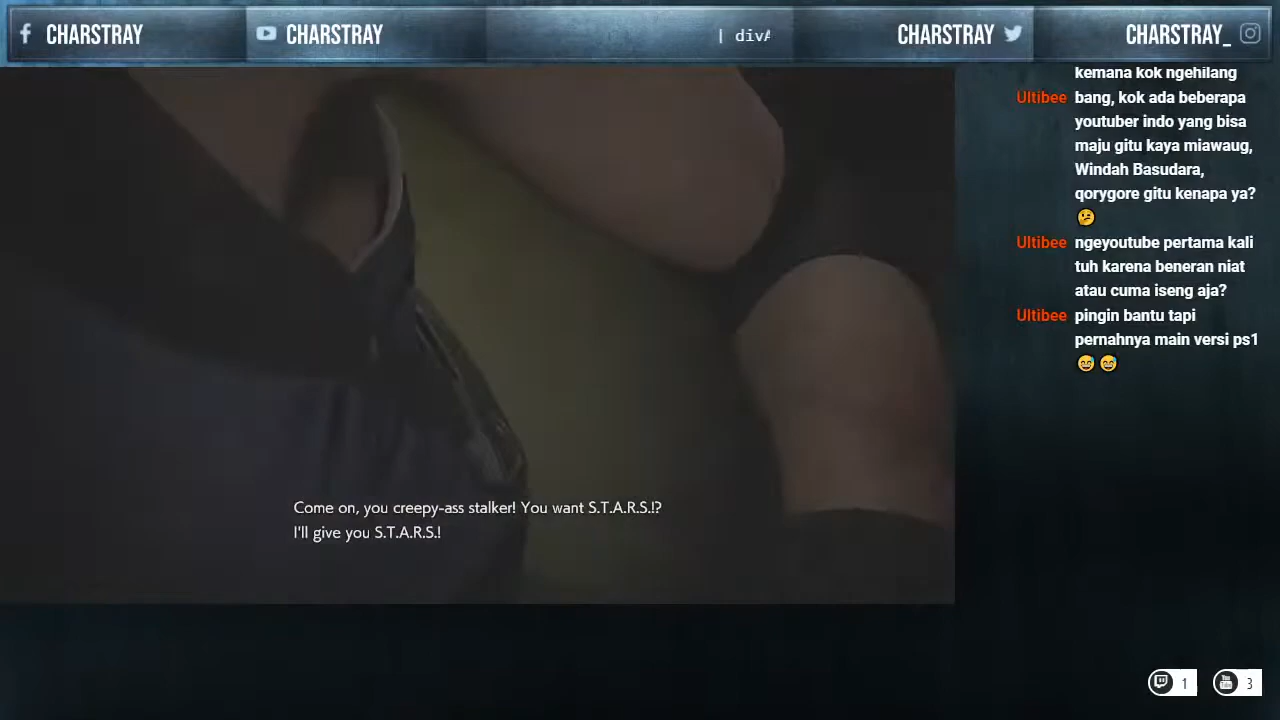 CHARSTRAY
CHARSTRAY
| divA
CHARSTRAY
CHARSTRAY_
kemana kok ngehilang
Ultibee bang, kok ada beberapa
youtuber indo yang bisa
maju gitu kaya miawaug,
Windah Basudara,
qorygore gitu kenapa ya?
🤔
Ultibee ngeyoutube pertama kali
tuh karena beneran niat
atau cuma iseng aja?
Ultibee pingin bantu tapi
pernahnya main versi ps1
😅😅
Come on, you creepy-ass stalker! You want S.T.A.R.S.!?
I'll give you S.T.A.R.S.!
1
3